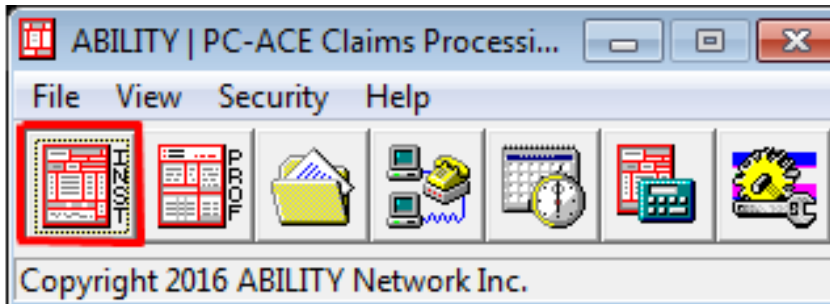 ABILITY | PC-ACE Claims Processi...
File View Security Help
INST PROF
Copyright 2016 ABILITY Network Inc.